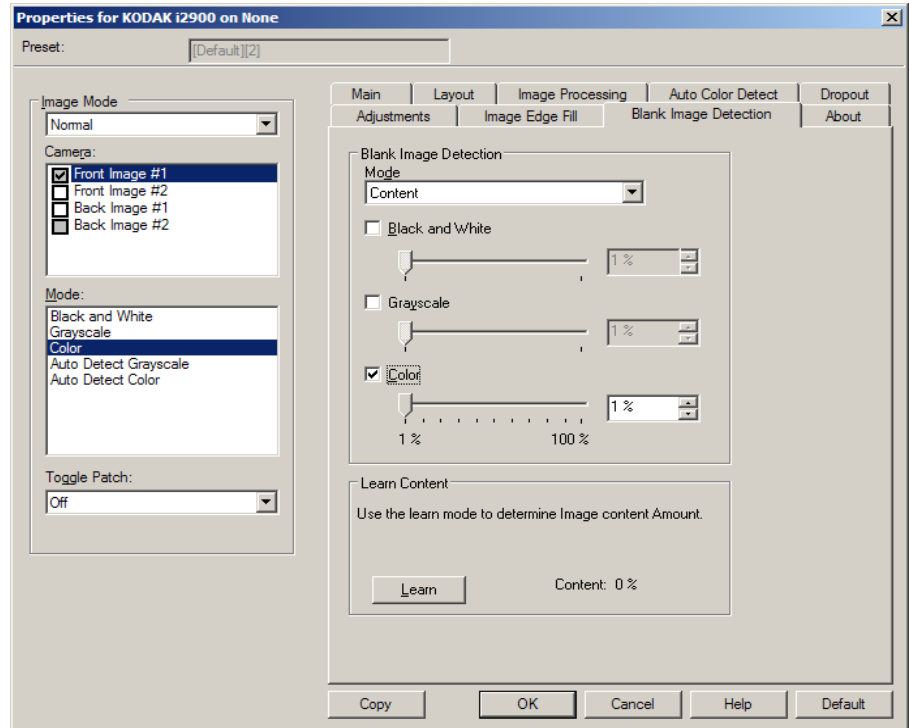 Properties for KODAK i2900 on None
Preset:
[Default][2]
Image Mode
Normal
Camera:
Front Image #1
Front Image #2
Back Image #1
Back Image #2
Mode:
Black and White
Grayscale
Color
Auto Detect Grayscale
Auto Detect Color
Toggle Patch:
Off
Main Layout Image Processing Auto Color Detect Dropout
Adjustments Image Edge Fill Blank Image Detection About
Blank Image Detection
Mode
Content
Black and White
1 %
Grayscale
1 %
Color
1 %
1 % 100 %
Learn Content
Use the learn mode to determine Image content Amount.
Learn Content: 0 %
Copy OK Cancel Help Default